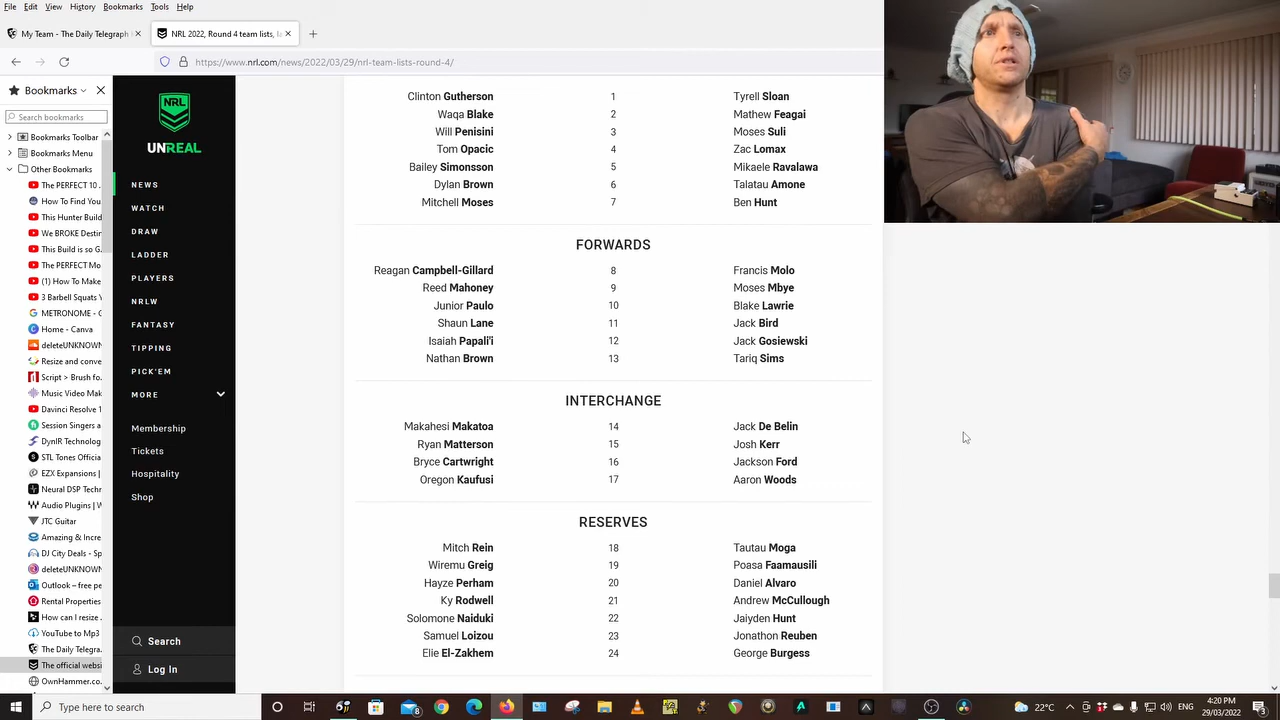 File Edit View History Bookmarks Tools Help
My Team - The Daily Telegraph
NRL 2022, Round 4 team lists, l
https://www.nrl.com/news/2022/03/29/nrl-team-lists-round-4/
Bookmarks
Search bookmarks
Bookmarks Toolbar
Bookmarks Menu
Other Bookmarks
The PERFECT 10
How To Find You
This Hunter Build
We BROKE Destin
This Build is so G
The PERFECT Mo
(1) How To Make
3 Barbell Squats Y
METRONOME - G
Home - Canva
deleteUNKNOWN
Resize and conve
Script > Brush fo
Music Video Mak
Davinci Resolve 1
Session Singers a
DynIR Technolog
STL Tones Officia
EZX Expansions |
Neural DSP Tech
Audio Plugins | W
JTC Guitar
Amazing & Incre
DJ City Deals - Sp
deleteUNKNOWN
Outlook – free pe
Rental Properties
How can I resize
YouTube to Mp3
The Daily Telegra
The official websi
OwnHammer.co
NRL
UNREAL
NEWS
WATCH
DRAW
LADDER
PLAYERS
NRLW
FANTASY
TIPPING
PICK'EM
MORE
Membership
Tickets
Hospitality
Shop
Search
Log In
Clinton Gutherson 1 Tyrell Sloan
Waqa Blake 2 Mathew Feagai
Will Penisini 3 Moses Suli
Tom Opacic 4 Zac Lomax
Bailey Simonsson 5 Mikaele Ravalawa
Dylan Brown 6 Talatau Amone
Mitchell Moses 7 Ben Hunt
FORWARDS
Reagan Campbell-Gillard 8 Francis Molo
Reed Mahoney 9 Moses Mbye
Junior Paulo 10 Blake Lawrie
Shaun Lane 11 Jack Bird
Isaiah Papali'i 12 Jack Gosiewski
Nathan Brown 13 Tariq Sims
INTERCHANGE
Makahesi Makatoa 14 Jack De Belin
Ryan Matterson 15 Josh Kerr
Bryce Cartwright 16 Jackson Ford
Oregon Kaufusi 17 Aaron Woods
RESERVES
Mitch Rein 18 Tautau Moga
Wiremu Greig 19 Poasa Faamausili
Hayze Perham 20 Daniel Alvaro
Ky Rodwell 21 Andrew McCullough
Solomone Naiduki 22 Jaiyden Hunt
Samuel Loizou 23 Jonathon Reuben
Elie El-Zakhem 24 George Burgess
Type here to search
22°C
4:20 PM
29/03/2022